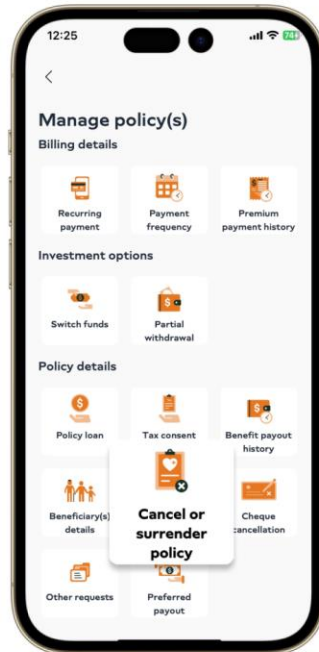 12:25
74
Manage policy(s)
Billing details
Recurring
payment
Payment
frequency
Premium
payment history
Investment options
Switch funds
Partial
withdrawal
Policy details
Policy loan
Tax consent
Benefit payout
history
Beneficiary(s)
details
Cancel or
surrender
policy
Cheque
cancellation
Other requests
Preferred
payout